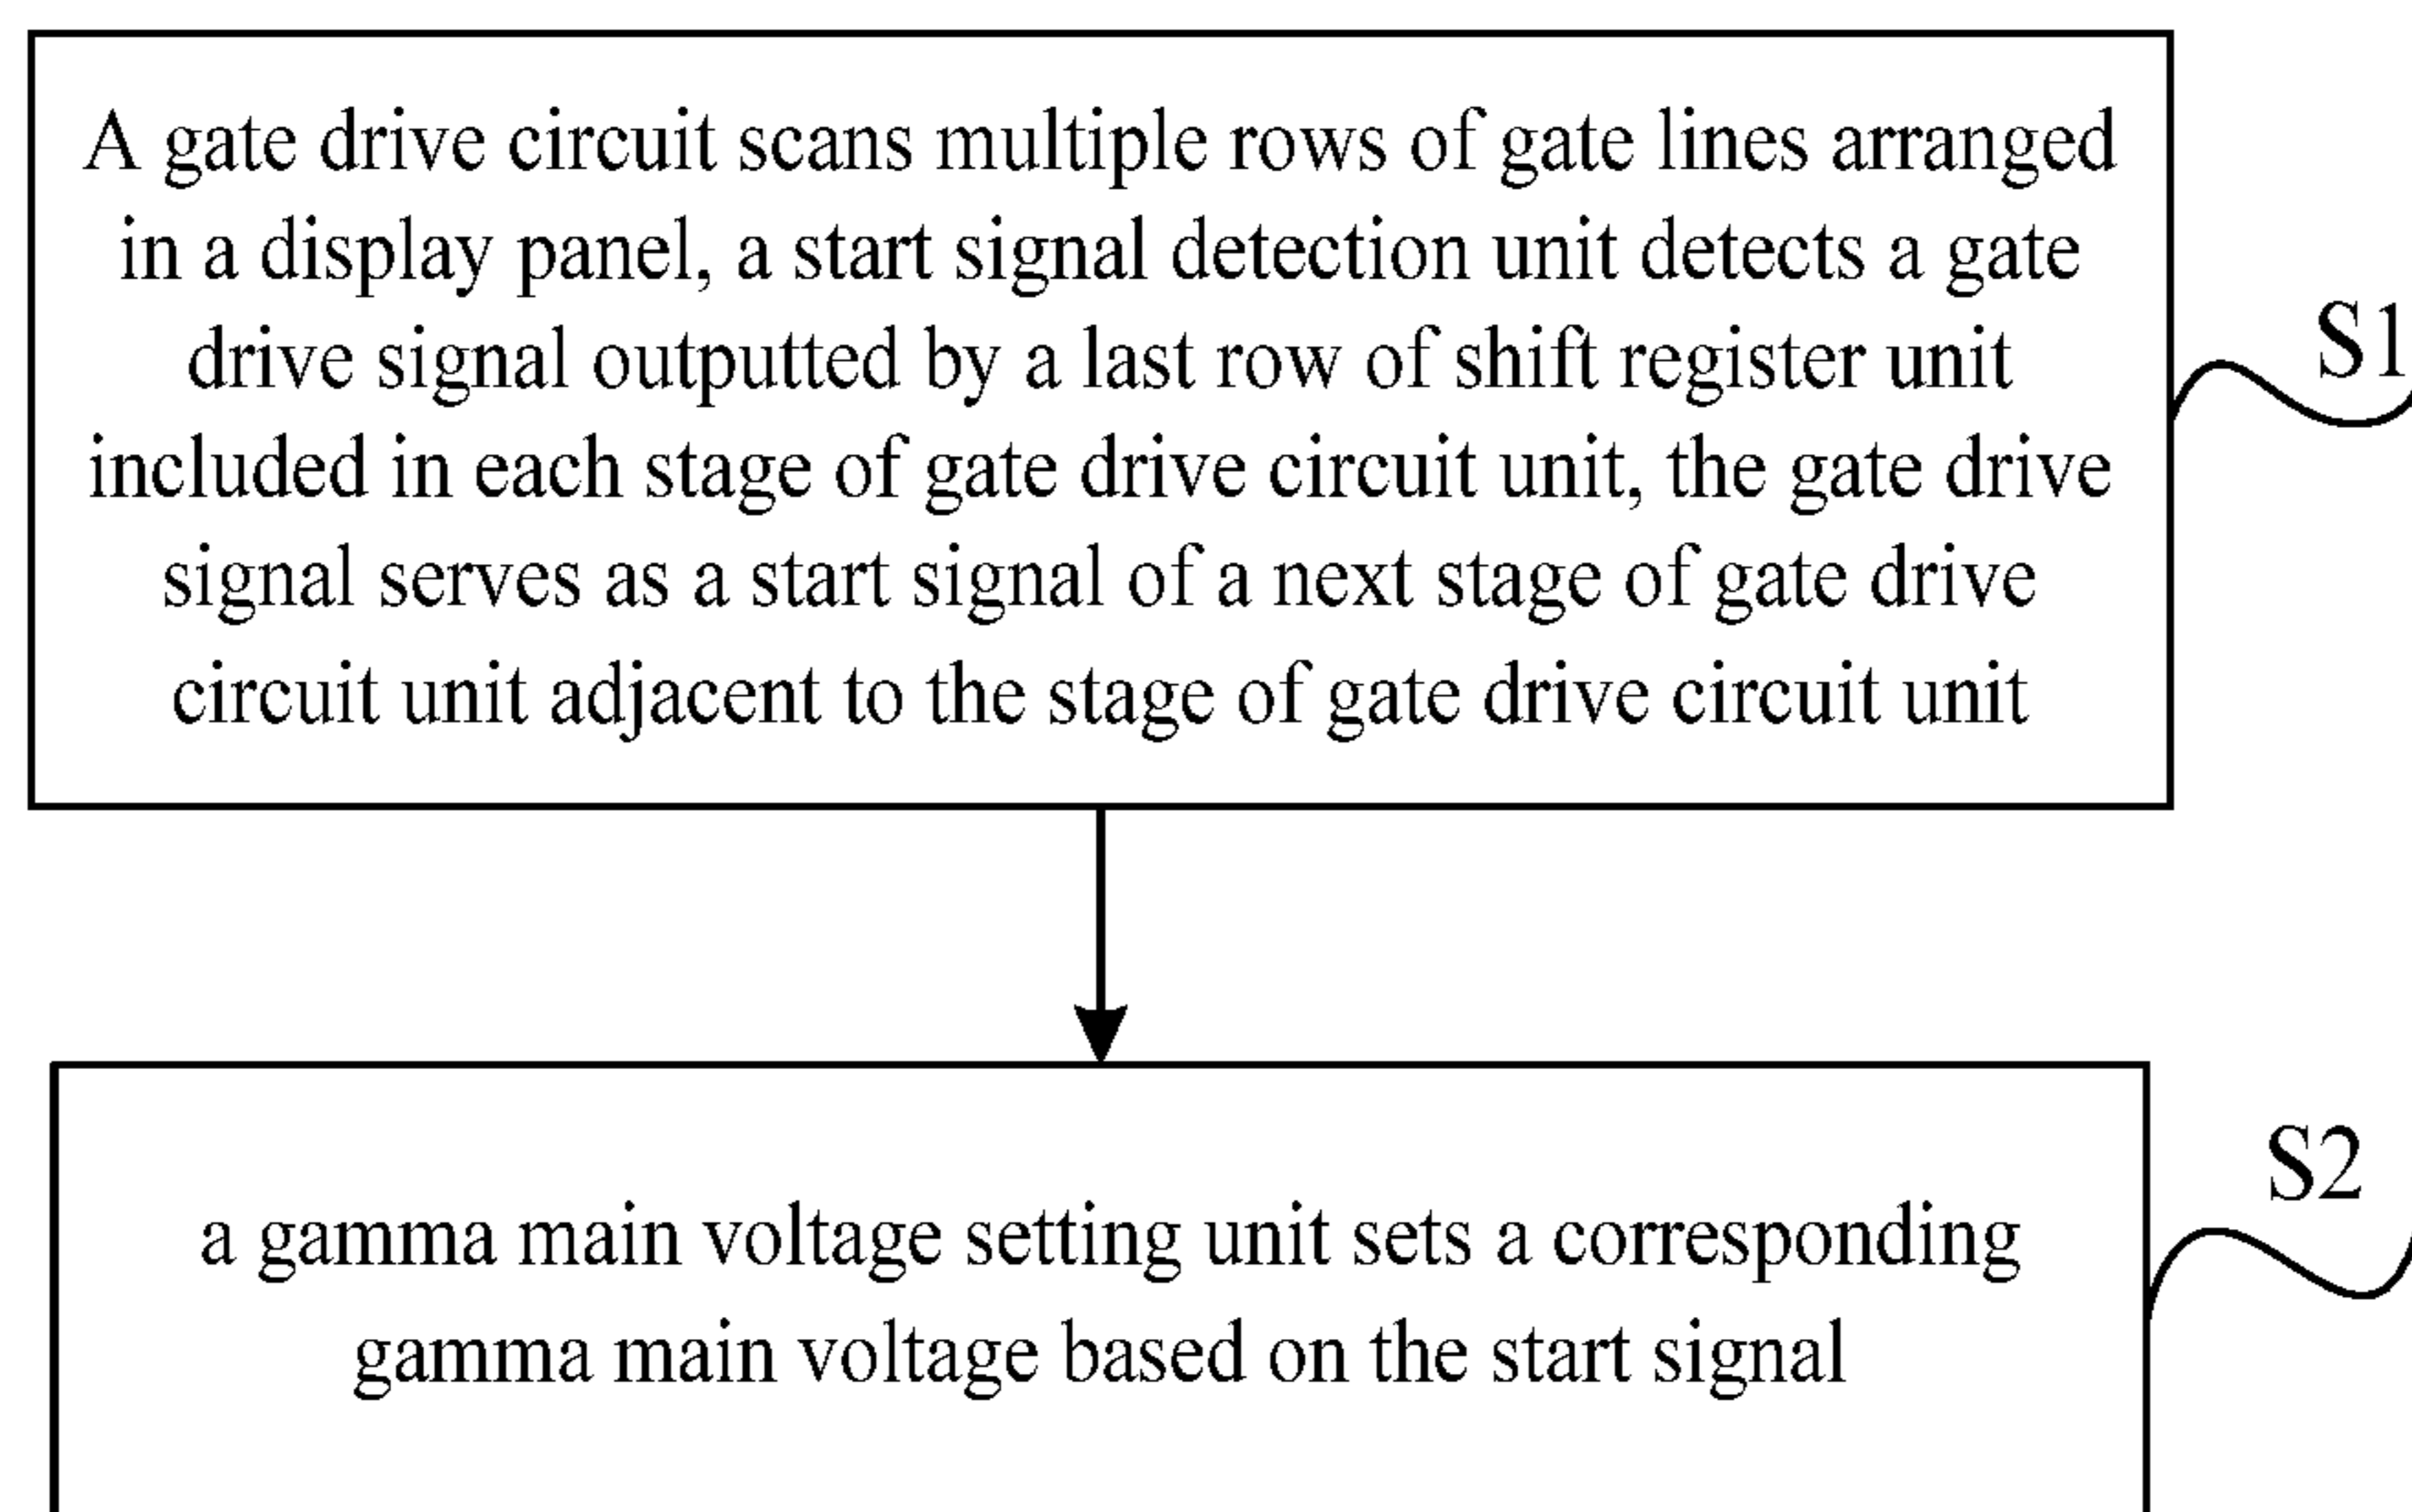 A gate drive circuit scans multiple rows of gate lines arranged
in a display panel, a start signal detection unit detects a gate
drive signal outputted by a last row of shift register unit
included in each stage of gate drive circuit unit, the gate drive
signal serves as a start signal of a next stage of gate drive
circuit unit adjacent to the stage of gate drive circuit unit
S1
S2
a gamma main voltage setting unit sets a corresponding
gamma main voltage based on the start signal